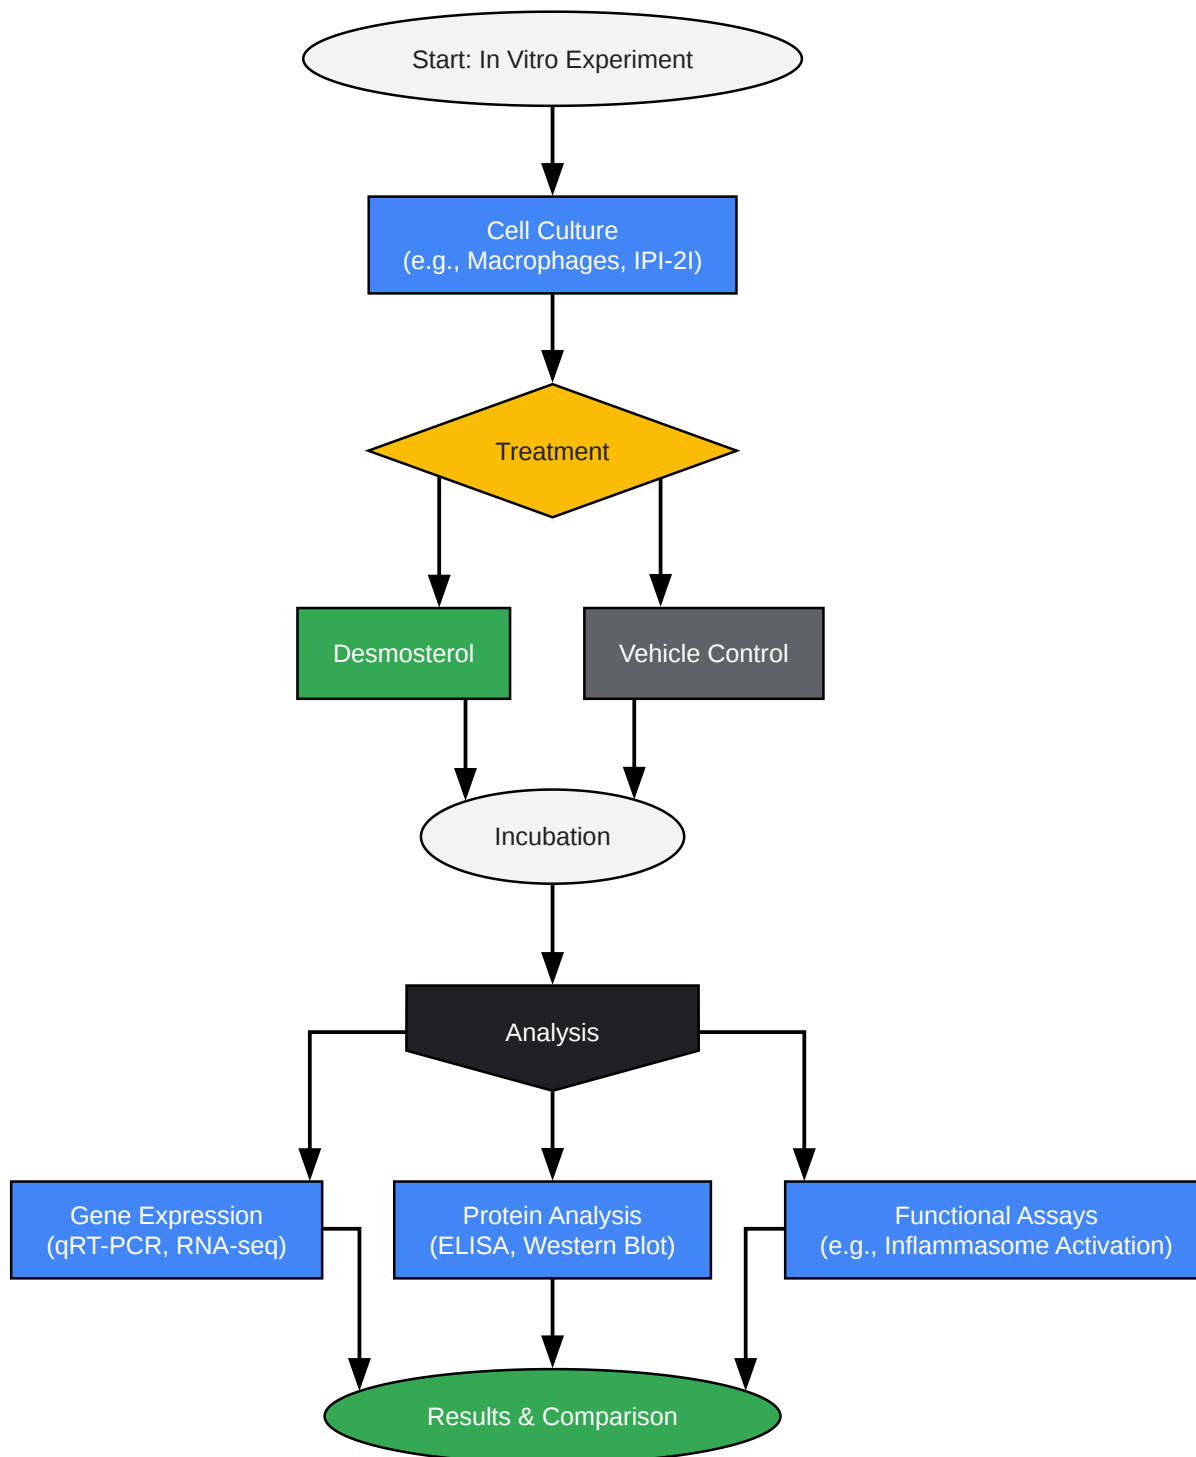 Start: In Vitro Experiment
Cell Culture
(e.g., Macrophages, IPI-2I)
Treatment
Desmosterol
Vehicle Control
Incubation
Analysis
Gene Expression
(qRT-PCR, RNA-seq)
Protein Analysis
(ELISA, Western Blot)
Functional Assays
(e.g., Inflammasome Activation)
Results & Comparison